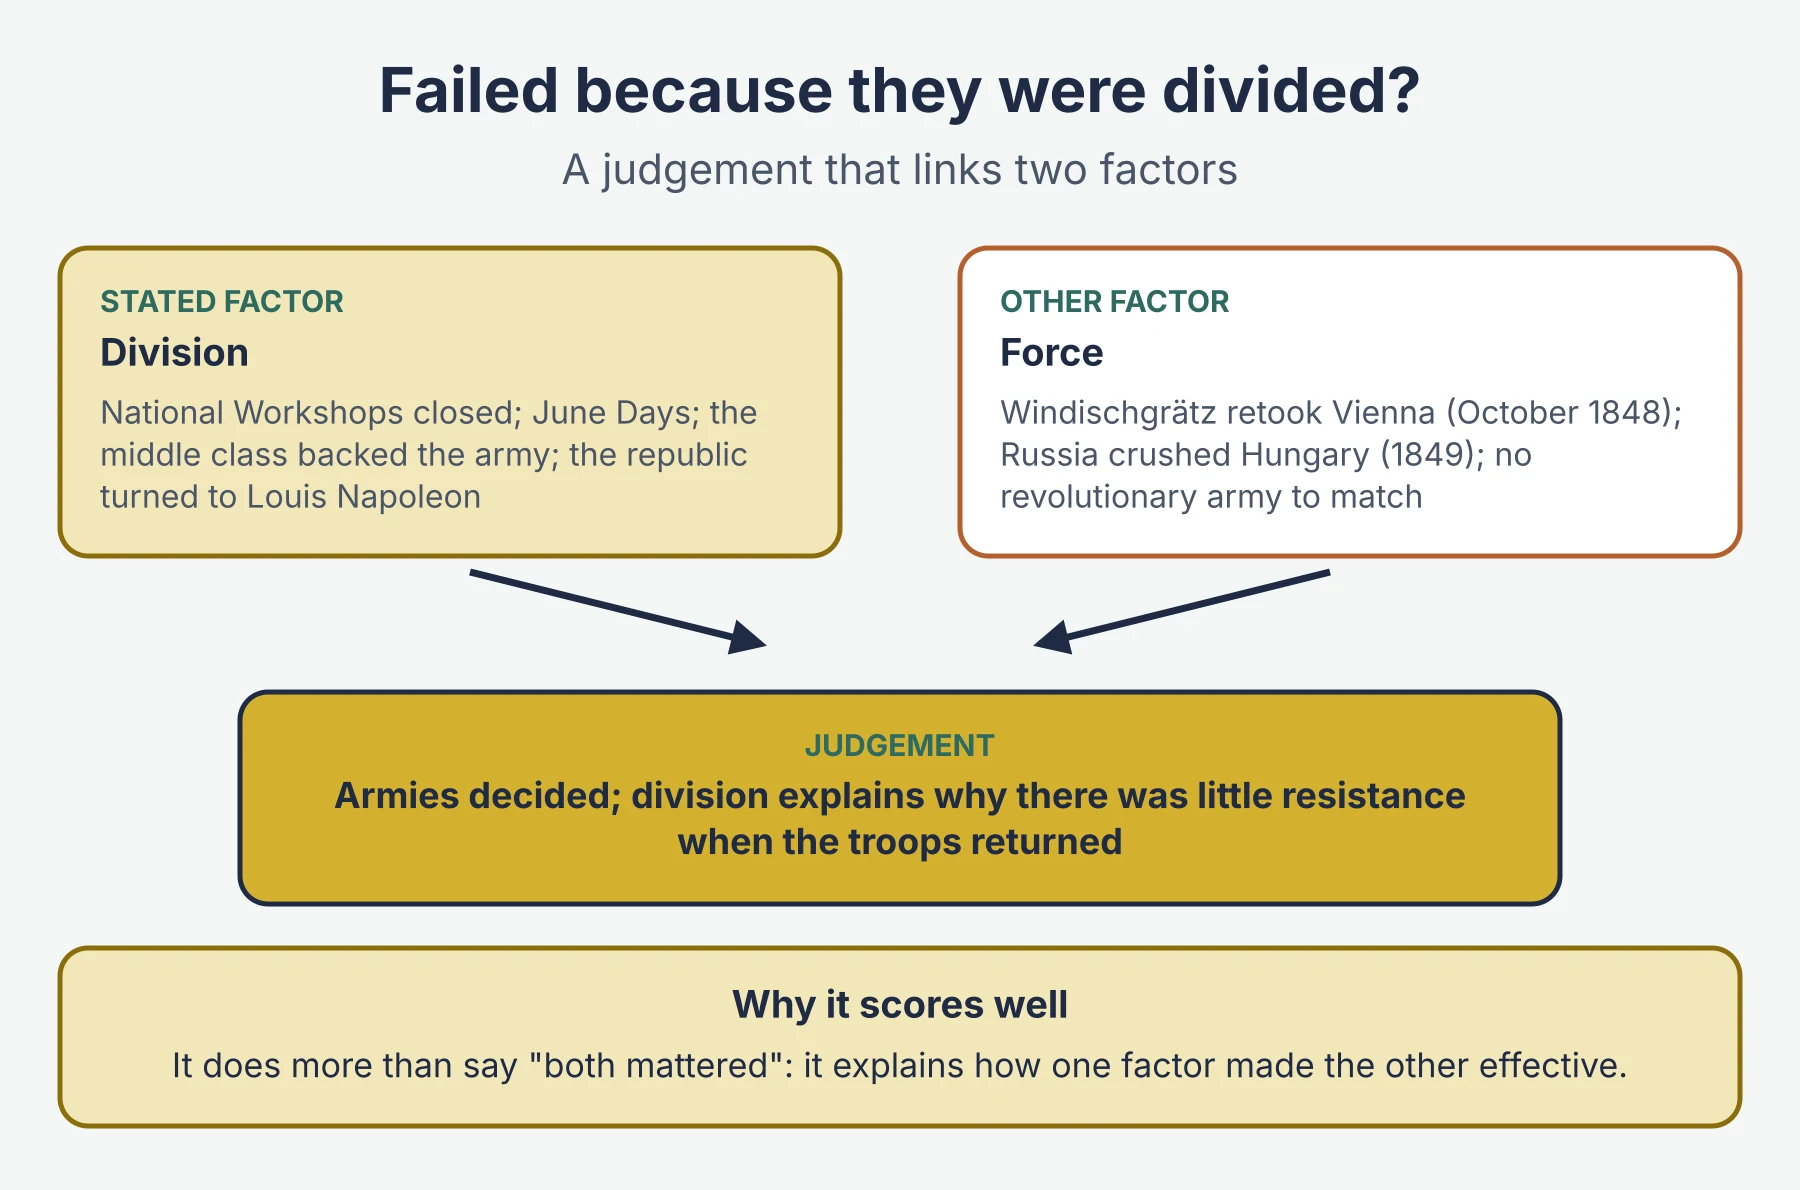 Failed because they were divided?
A judgement that links two factors
STATED FACTOR
Division
National Workshops closed; June Days; the
middle class backed the army; the republic
turned to Louis Napoleon
OTHER FACTOR
Force
Windischgrätz retook Vienna (October 1848);
Russia crushed Hungary (1849); no
revolutionary army to match
JUDGEMENT
Armies decided; division explains why there was little resistance
when the troops returned
Why it scores well
It does more than say "both mattered": it explains how one factor made the other effective.